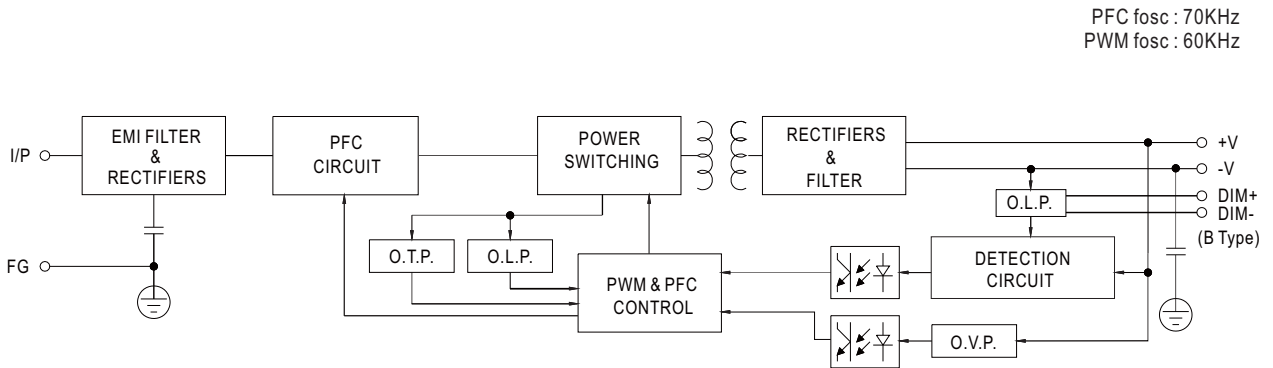 PFC fosc : 70KHz
PWM fosc : 60KHz
I/P
EMI FILTER
&
RECTIFIERS
PFC
CIRCUIT
POWER
SWITCHING
RECTIFIERS
&
FILTER
+V
-V
DIM+
DIM-
(B Type)
O.L.P.
FG
O.T.P.
O.L.P.
PWM & PFC
CONTROL
DETECTION
CIRCUIT
O.V.P.